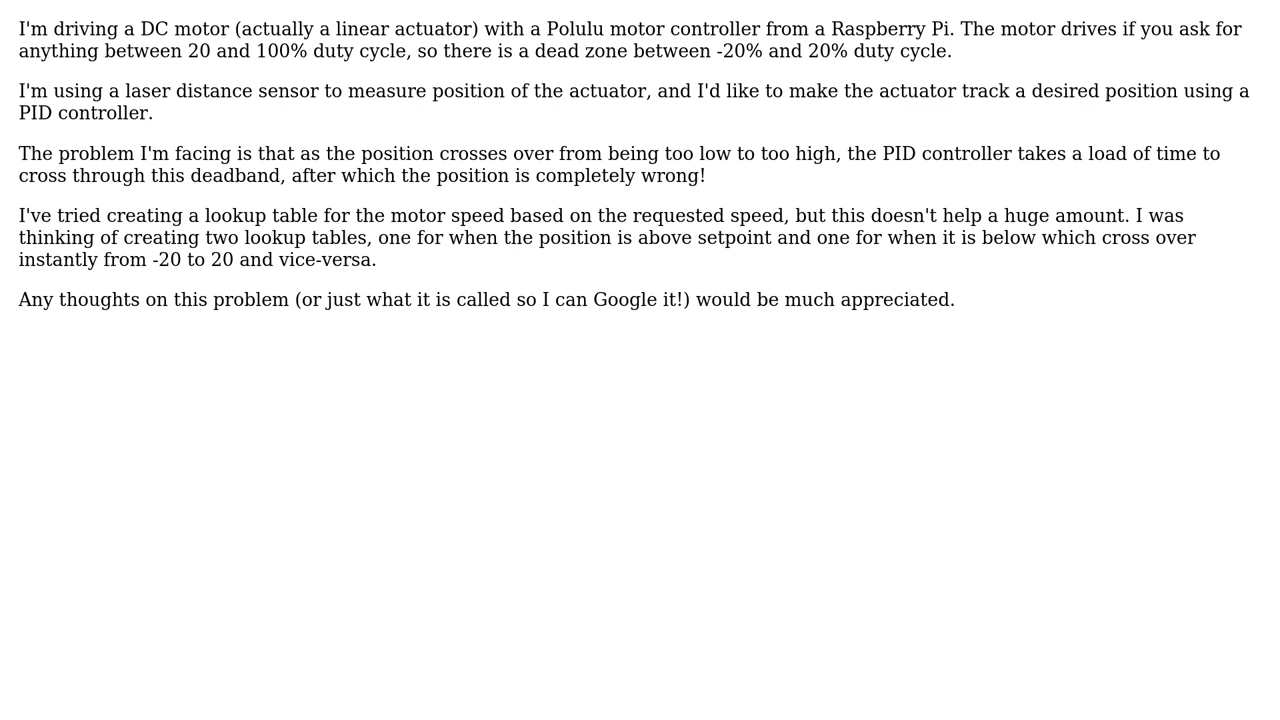 I'm driving a DC motor (actually a linear actuator) with a Polulu motor controller from a Raspberry Pi. The motor drives if you ask for
anything between 20 and 100% duty cycle, so there is a dead zone between -20% and 20% duty cycle.
I'm using a laser distance sensor to measure position of the actuator, and I'd like to make the actuator track a desired position using a
PID controller.
The problem I'm facing is that as the position crosses over from being too low to too high, the PID controller takes a load of time to
cross through this deadband, after which the position is completely wrong!
I've tried creating a lookup table for the motor speed based on the requested speed, but this doesn't help a huge amount. I was
thinking of creating two lookup tables, one for when the position is above setpoint and one for when it is below which cross over
instantly from -20 to 20 and vice-versa.
Any thoughts on this problem (or just what it is called so I can Google it!) would be much appreciated.